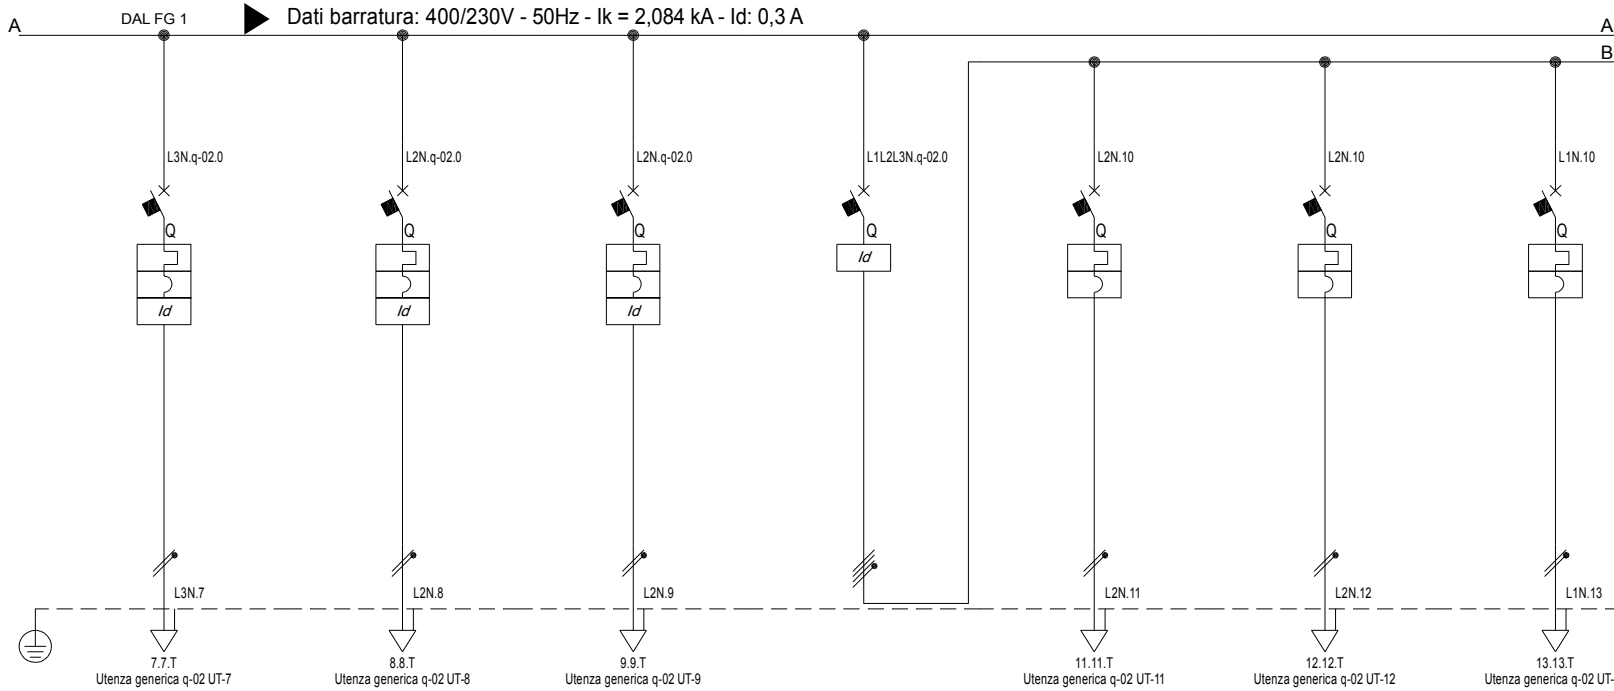 DAL FG 1
Dati barratura: 400/230V - 50Hz - Ik = 2,084 kA - Id: 0,3 A
A
A
B
L3N.q-02.0
L2N.q-02.0
L2N.q-02.0
L1L2L3N.q-02.0
L2N.10
L2N.10
L1N.10
Q
Q
Q
Q
Q
Q
Q
Id
Id
Id
Id
L3N.7
L2N.8
L2N.9
L2N.11
L2N.12
L1N.13
7.7.T
Utenza generica q-02 UT-7
8.8.T
Utenza generica q-02 UT-8
9.9.T
Utenza generica q-02 UT-9
11.11.T
Utenza generica q-02 UT-11
12.12.T
Utenza generica q-02 UT-12
13.13.T
Utenza generica q-02 UT-